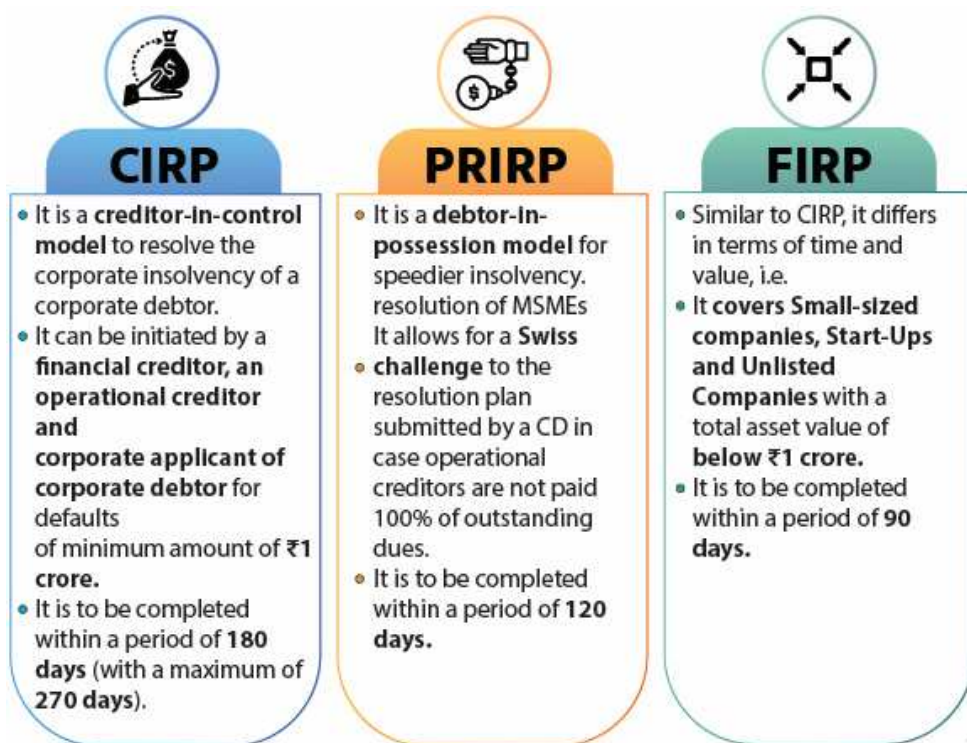 CIRP
It is a creditor-in-control
model to resolve the
corporate insolvency of a
corporate debtor.
It can be initiated by a
financial creditor, an
operational creditor
and
corporate applicant of
corporate debtor for
defaults
of minimum amount of ₹1
crore.
It is to be completed
within a period of 180
days (with a maximum of
270 days).
PRIRP
It is a debtor-in-
possession model for
speedier insolvency.
resolution of MSMEs
It allows for a Swiss
challenge to the
resolution plan
submitted by a CD in
case operational
creditors are not paid
100% of outstanding
dues.
It is to be completed
within a period of 120
days.
FIRP
Similar to CIRP, it differs
in terms of time and
value, i.e.
It covers Small-sized
companies, Start-Ups
and Unlisted
Companies with a
total asset value of
below ₹1 crore.
It is to be completed
within a period of 90
days.